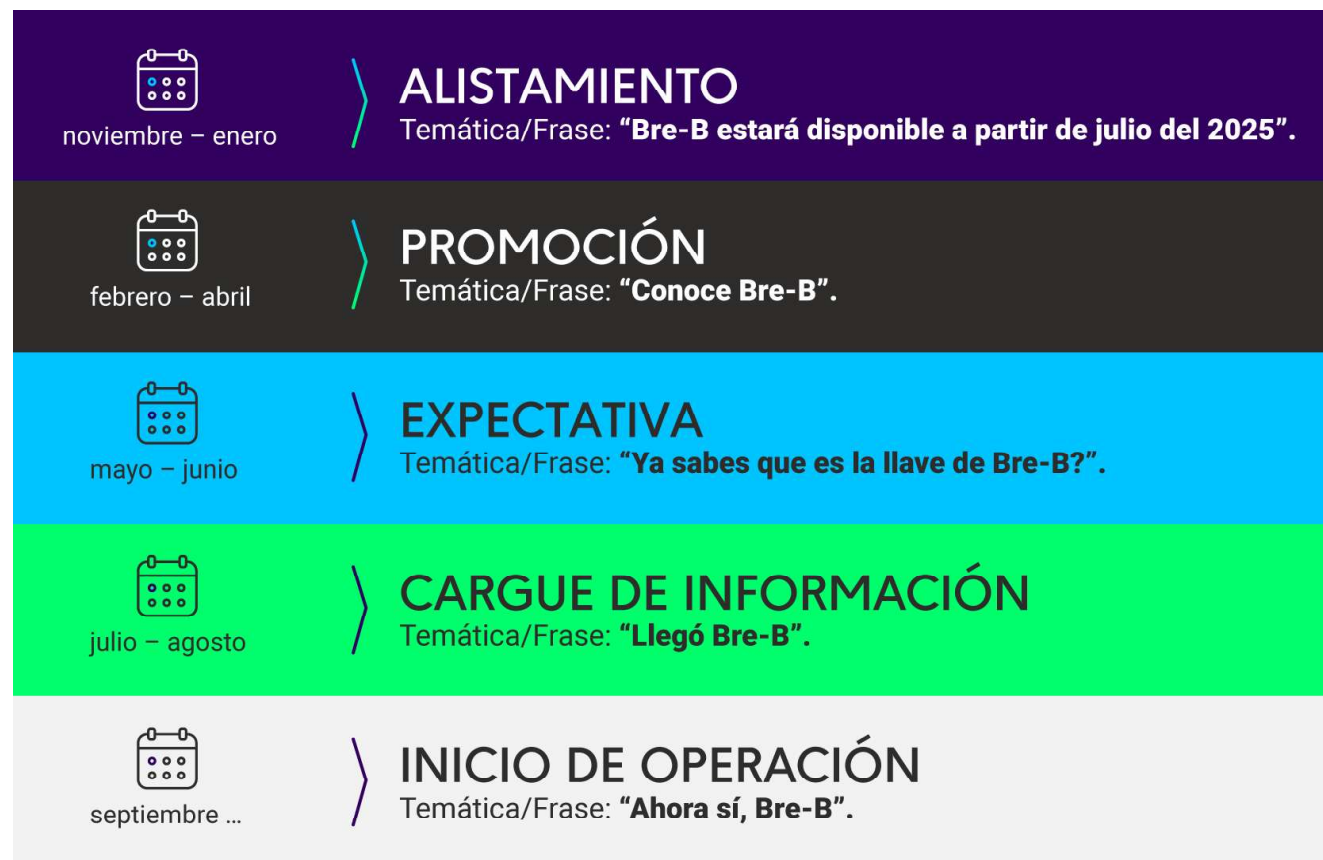 noviembre – enero
ALISTAMIENTO
Temática/Frase: “Bre-B estará disponible a partir de julio del 2025”.
febrero – abril
PROMOCIÓN
Temática/Frase: “Conoce Bre-B”.
mayo – junio
EXPECTATIVA
Temática/Frase: “Ya sabes que es la llave de Bre-B?”.
julio – agosto
CARGUE DE INFORMACIÓN
Temática/Frase: “Llegó Bre-B”.
septiembre ...
INICIO DE OPERACIÓN
Temática/Frase: “Ahora sí, Bre-B”.